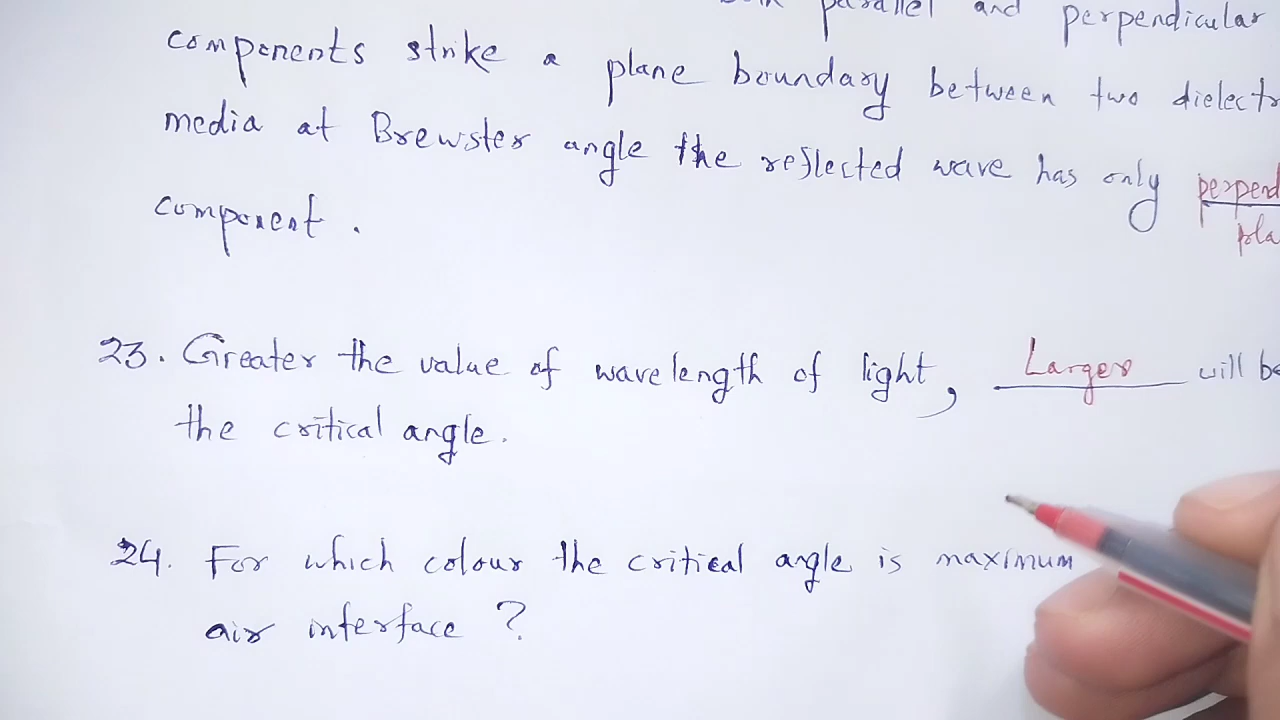 parallel and perpendicular
components strike a plane boundary between two dielectr
media at Brewster angle the reflected wave has only perpend
pla
component.
23. Greater the value of wavelength of light, Larger will be
the critical angle.
24. For which colour the critical angle is maximum
air interface ?